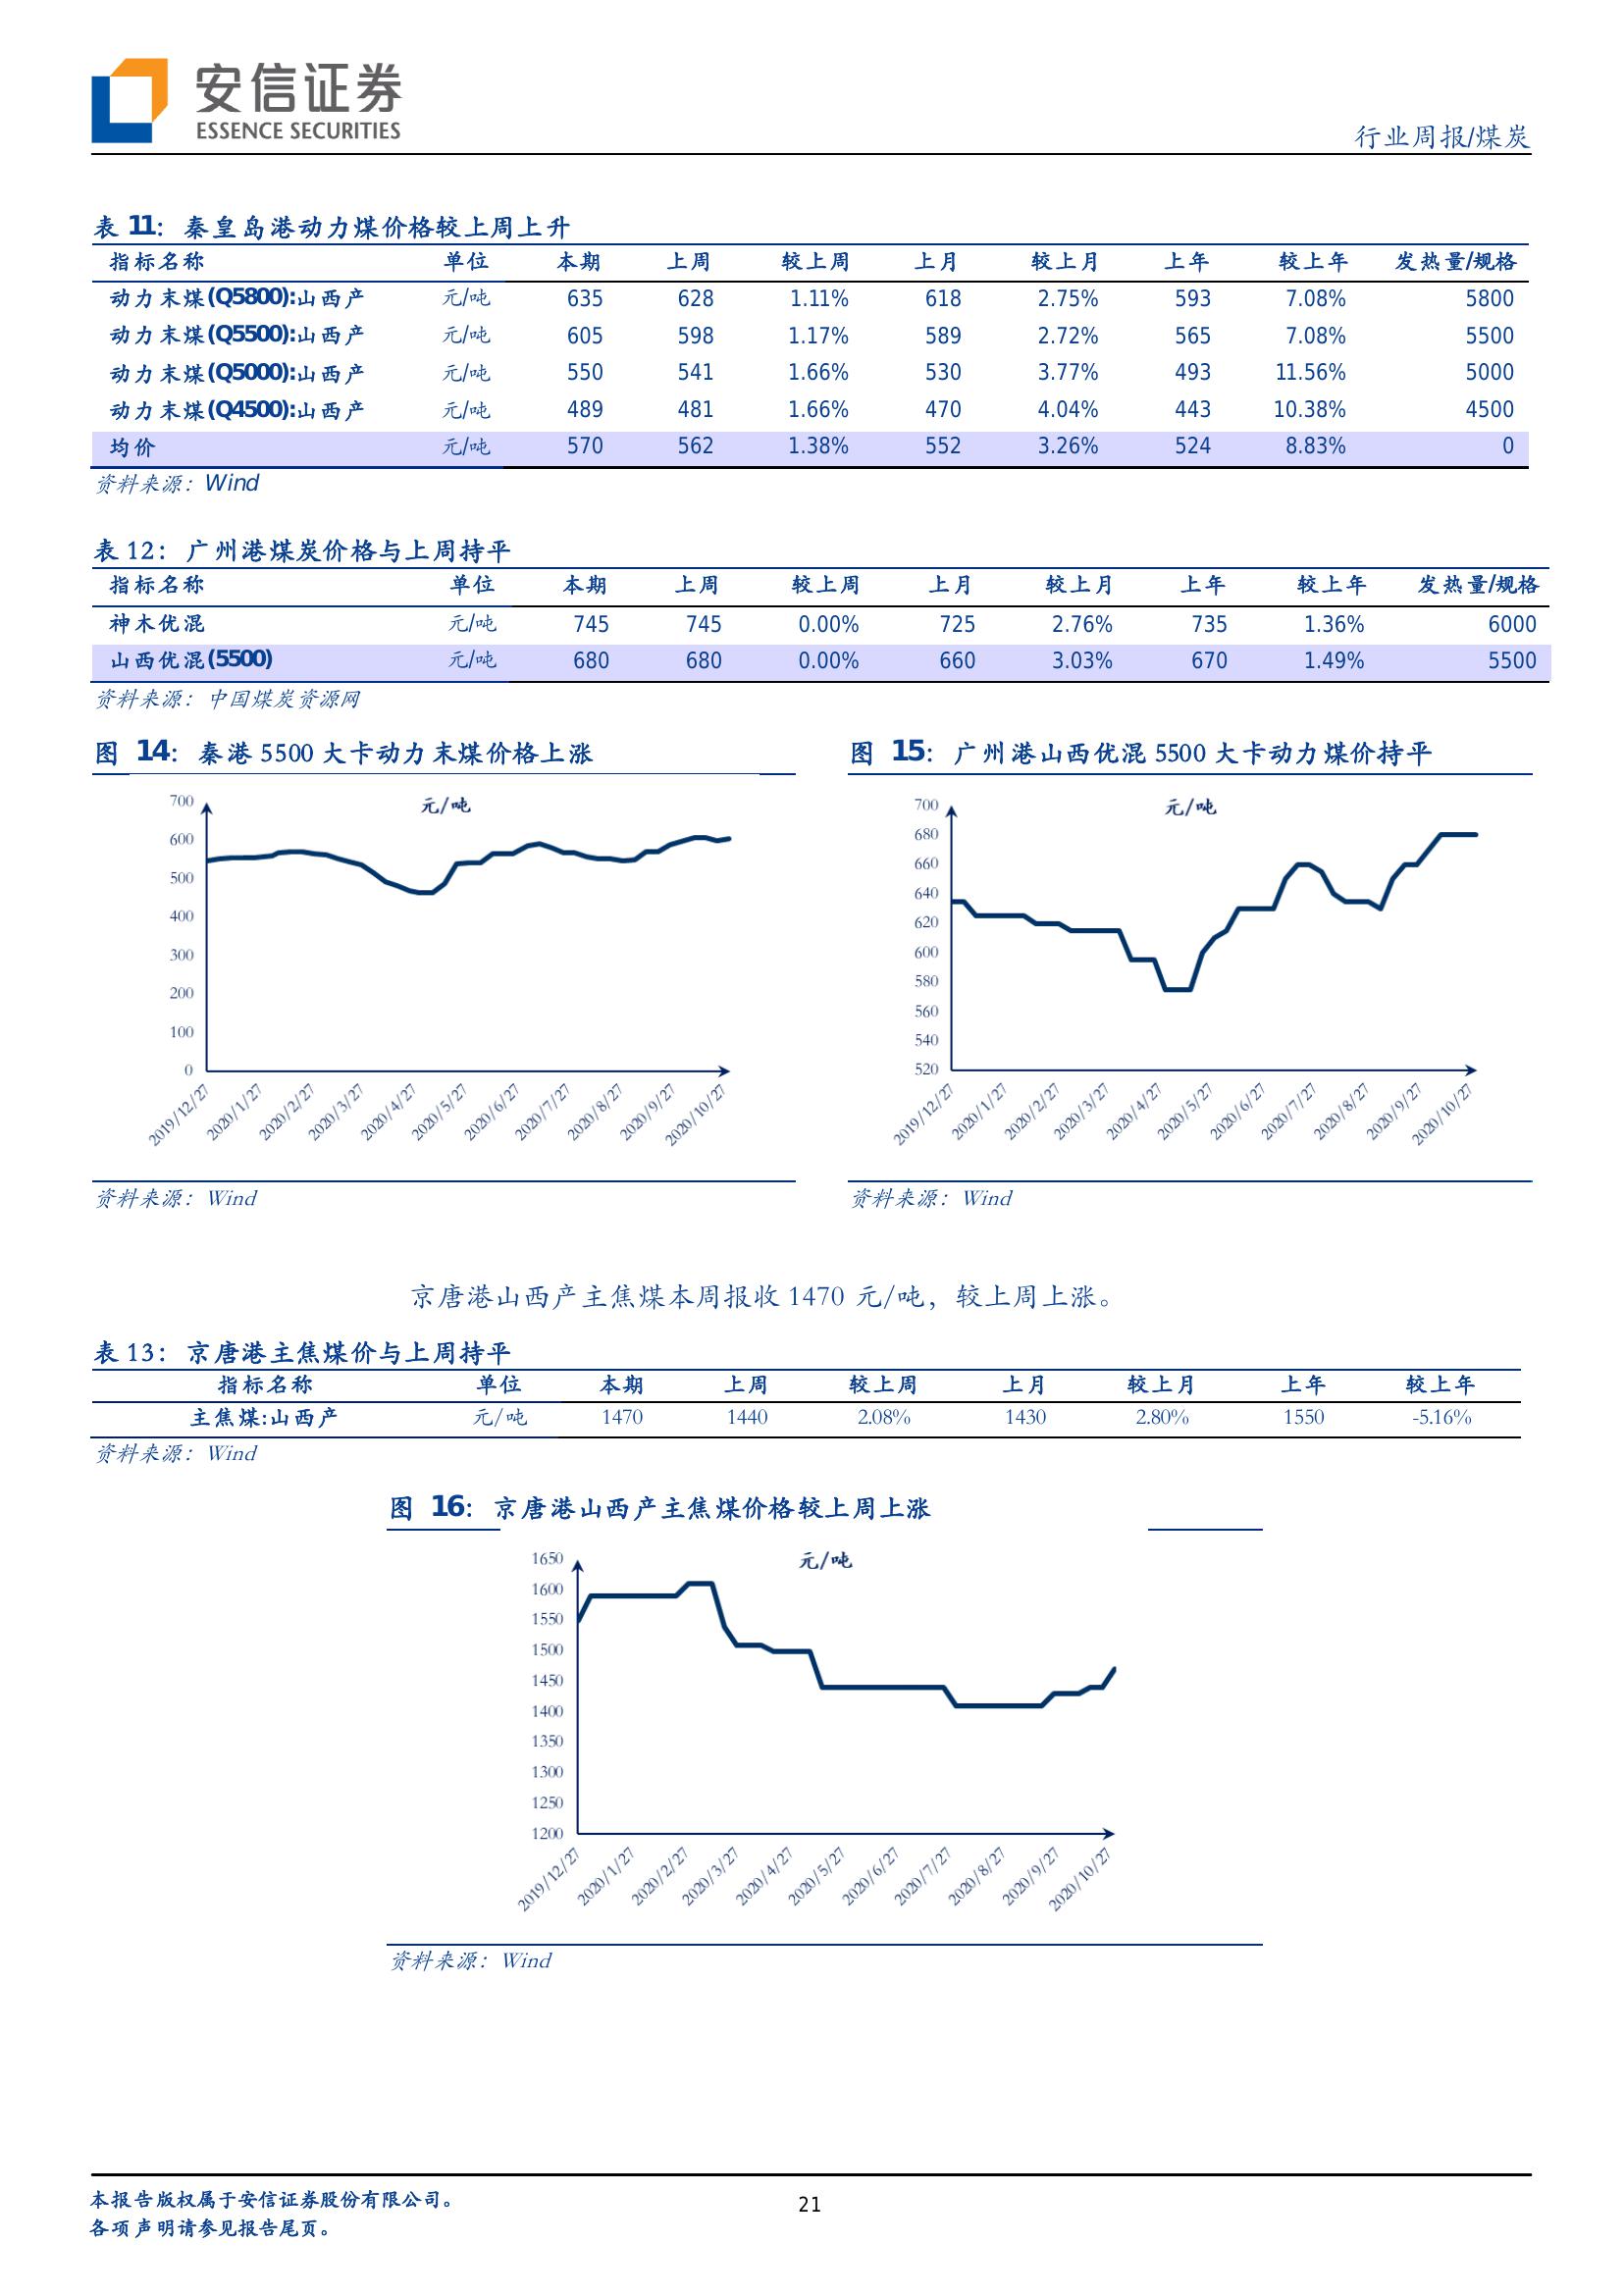 安信证券
ESSENCE SECURITIES
行业周报/煤炭
表 11：秦皇岛港动力煤价格较上周上升
指标名称 单位 本期 上周 较上周 上月 较上月 上年 较上年 发热量/规格
动力末煤(Q5800):山西产 元/吨 635 628 1.11% 618 2.75% 593 7.08% 5800
动力末煤(Q5500):山西产 元/吨 605 598 1.17% 589 2.72% 565 7.08% 5500
动力末煤(Q5000):山西产 元/吨 550 541 1.66% 530 3.77% 493 11.56% 5000
动力末煤(Q4500):山西产 元/吨 489 481 1.66% 470 4.04% 443 10.38% 4500
均价 元/吨 570 562 1.38% 552 3.26% 524 8.83% 0
资料来源：Wind
表 12：广州港煤炭价格与上周持平
指标名称 单位 本期 上周 较上周 上月 较上月 上年 较上年 发热量/规格
神木优混 元/吨 745 745 0.00% 725 2.76% 735 1.36% 6000
山西优混(5500) 元/吨 680 680 0.00% 660 3.03% 670 1.49% 5500
资料来源：中国煤炭资源网
图 14：秦港 5500 大卡动力末煤价格上涨
元/吨
700
600
500
400
300
200
100
0
2019/12/27 2020/1/27 2020/2/27 2020/3/27 2020/4/27 2020/5/27 2020/6/27 2020/7/27 2020/8/27 2020/9/27 2020/10/27
资料来源：Wind
图 15：广州港山西优混 5500 大卡动力煤价持平
元/吨
700
680
660
640
620
600
580
560
540
520
2019/12/27 2020/1/27 2020/2/27 2020/3/27 2020/4/27 2020/5/27 2020/6/27 2020/7/27 2020/8/27 2020/9/27 2020/10/27
资料来源：Wind
京唐港山西产主焦煤本周报收 1470 元/吨，较上周上涨。
表 13：京唐港主焦煤价与上周持平
指标名称 单位 本期 上周 较上周 上月 较上月 上年 较上年
主焦煤:山西产 元/吨 1470 1440 2.08% 1430 2.80% 1550 -5.16%
资料来源：Wind
图 16：京唐港山西产主焦煤价格较上周上涨
元/吨
1650
1600
1550
1500
1450
1400
1350
1300
1250
1200
2019/12/27 2020/1/27 2020/2/27 2020/3/27 2020/4/27 2020/5/27 2020/6/27 2020/7/27 2020/8/27 2020/9/27 2020/10/27
资料来源：Wind
本报告版权属于安信证券股份有限公司。
各项声明请参见报告尾页。
21